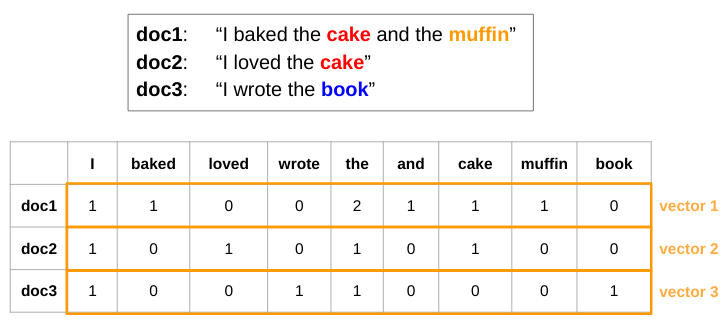 doc1: “I baked the cake and the muffin”
doc2: “I loved the cake”
doc3: “I wrote the book”
I baked loved wrote the and cake muffin book
doc1 1 1 0 0 2 1 1 1 0 vector 1
doc2 1 0 1 0 1 0 1 0 0 vector 2
doc3 1 0 0 1 1 0 0 0 1 vector 3